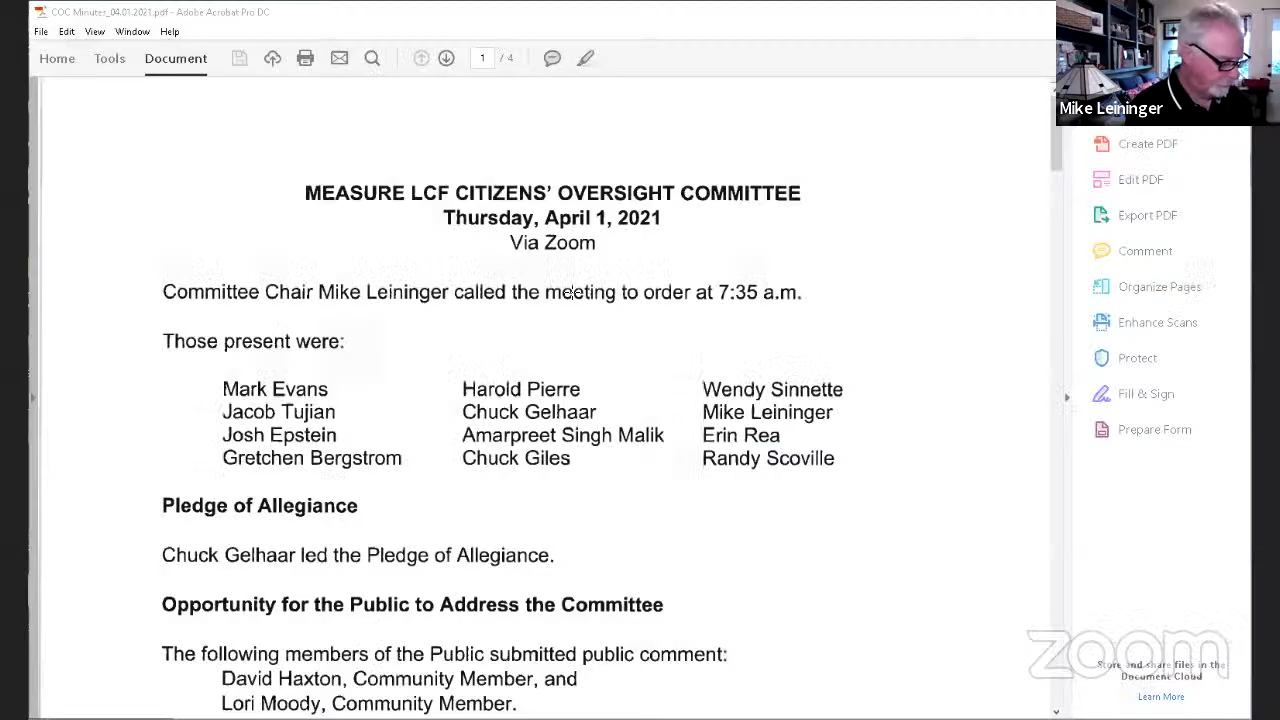 COC Minutes_04.01.2021.pdf - Adobe Acrobat Pro DC
File Edit View Window Help
Home Tools Document 1 / 4
Mike Leininger
MEASURE LCF CITIZENS' OVERSIGHT COMMITTEE
Thursday, April 1, 2021
Via Zoom
Committee Chair Mike Leininger called the meeting to order at 7:35 a.m.
Those present were:
Mark Evans Harold Pierre Wendy Sinnette
Jacob Tujian Chuck Gelhaar Mike Leininger
Josh Epstein Amarpreet Singh Malik Erin Rea
Gretchen Bergstrom Chuck Giles Randy Scoville
Pledge of Allegiance
Chuck Gelhaar led the Pledge of Allegiance.
Opportunity for the Public to Address the Committee
The following members of the Public submitted public comment:
David Haxton, Community Member, and
Lori Moody, Community Member.
Create PDF
Edit PDF
Export PDF
Comment
Organize Pages
Enhance Scans
Protect
Fill & Sign
Prepare Form
zoom
Store and share files in the
Document Cloud
Learn More